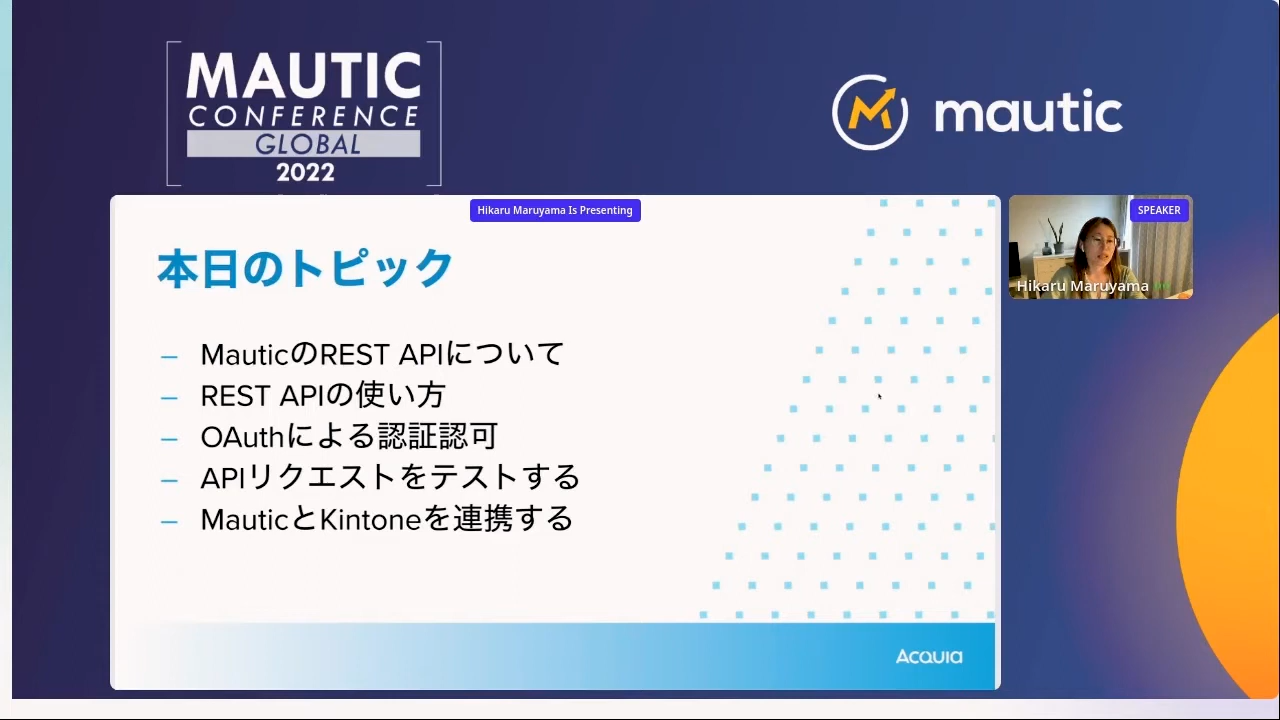 MAUTIC
CONFERENCE
GLOBAL
2022
mautic
Hikaru Maruyama Is Presenting
SPEAKER
Hikaru Maruyama
本日のトピック
– MauticのREST APIについて
– REST APIの使い方
– OAuthによる認証認可
– APIリクエストをテストする
– MauticとKintoneを連携する
Acquia